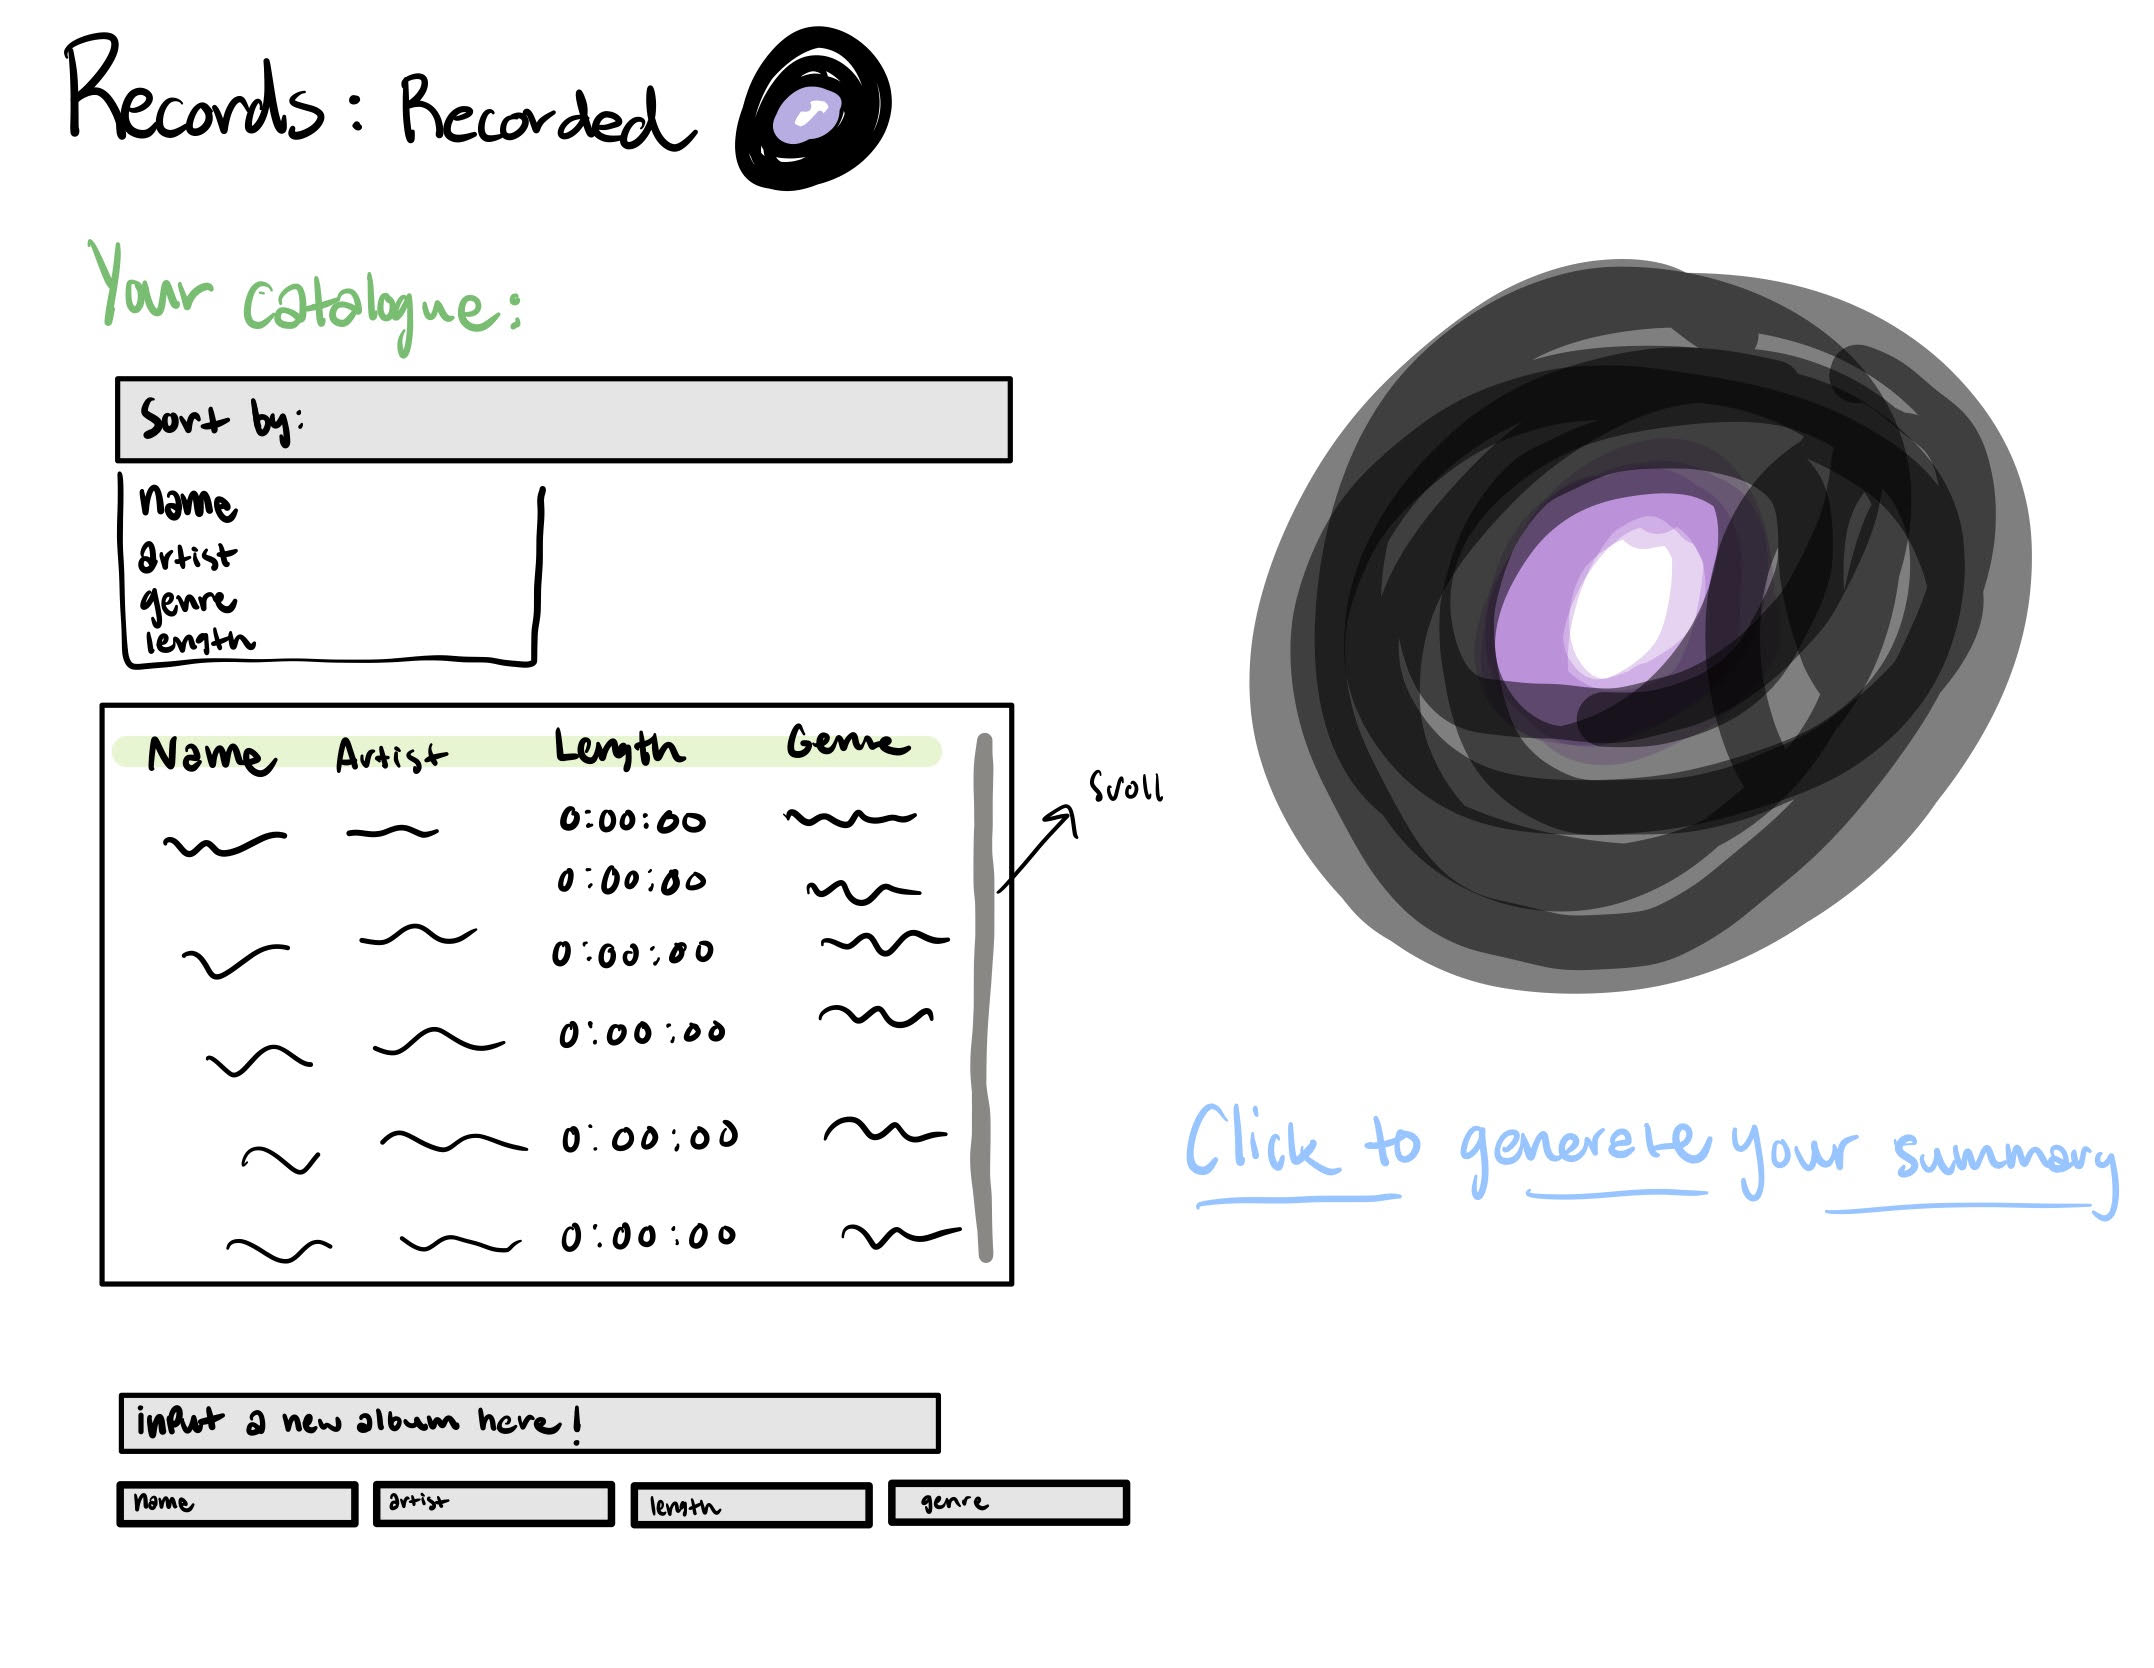 Records: Recorded
Your catalogue:
Sort by:
name
artist
genre
length
Name Artist Length Genre
0:00:00
0:00:00
0:00:00
0:00:00
0:00:00
0:00:00
Scroll
Click to generete your summary
input a new album here!
name artist length genre